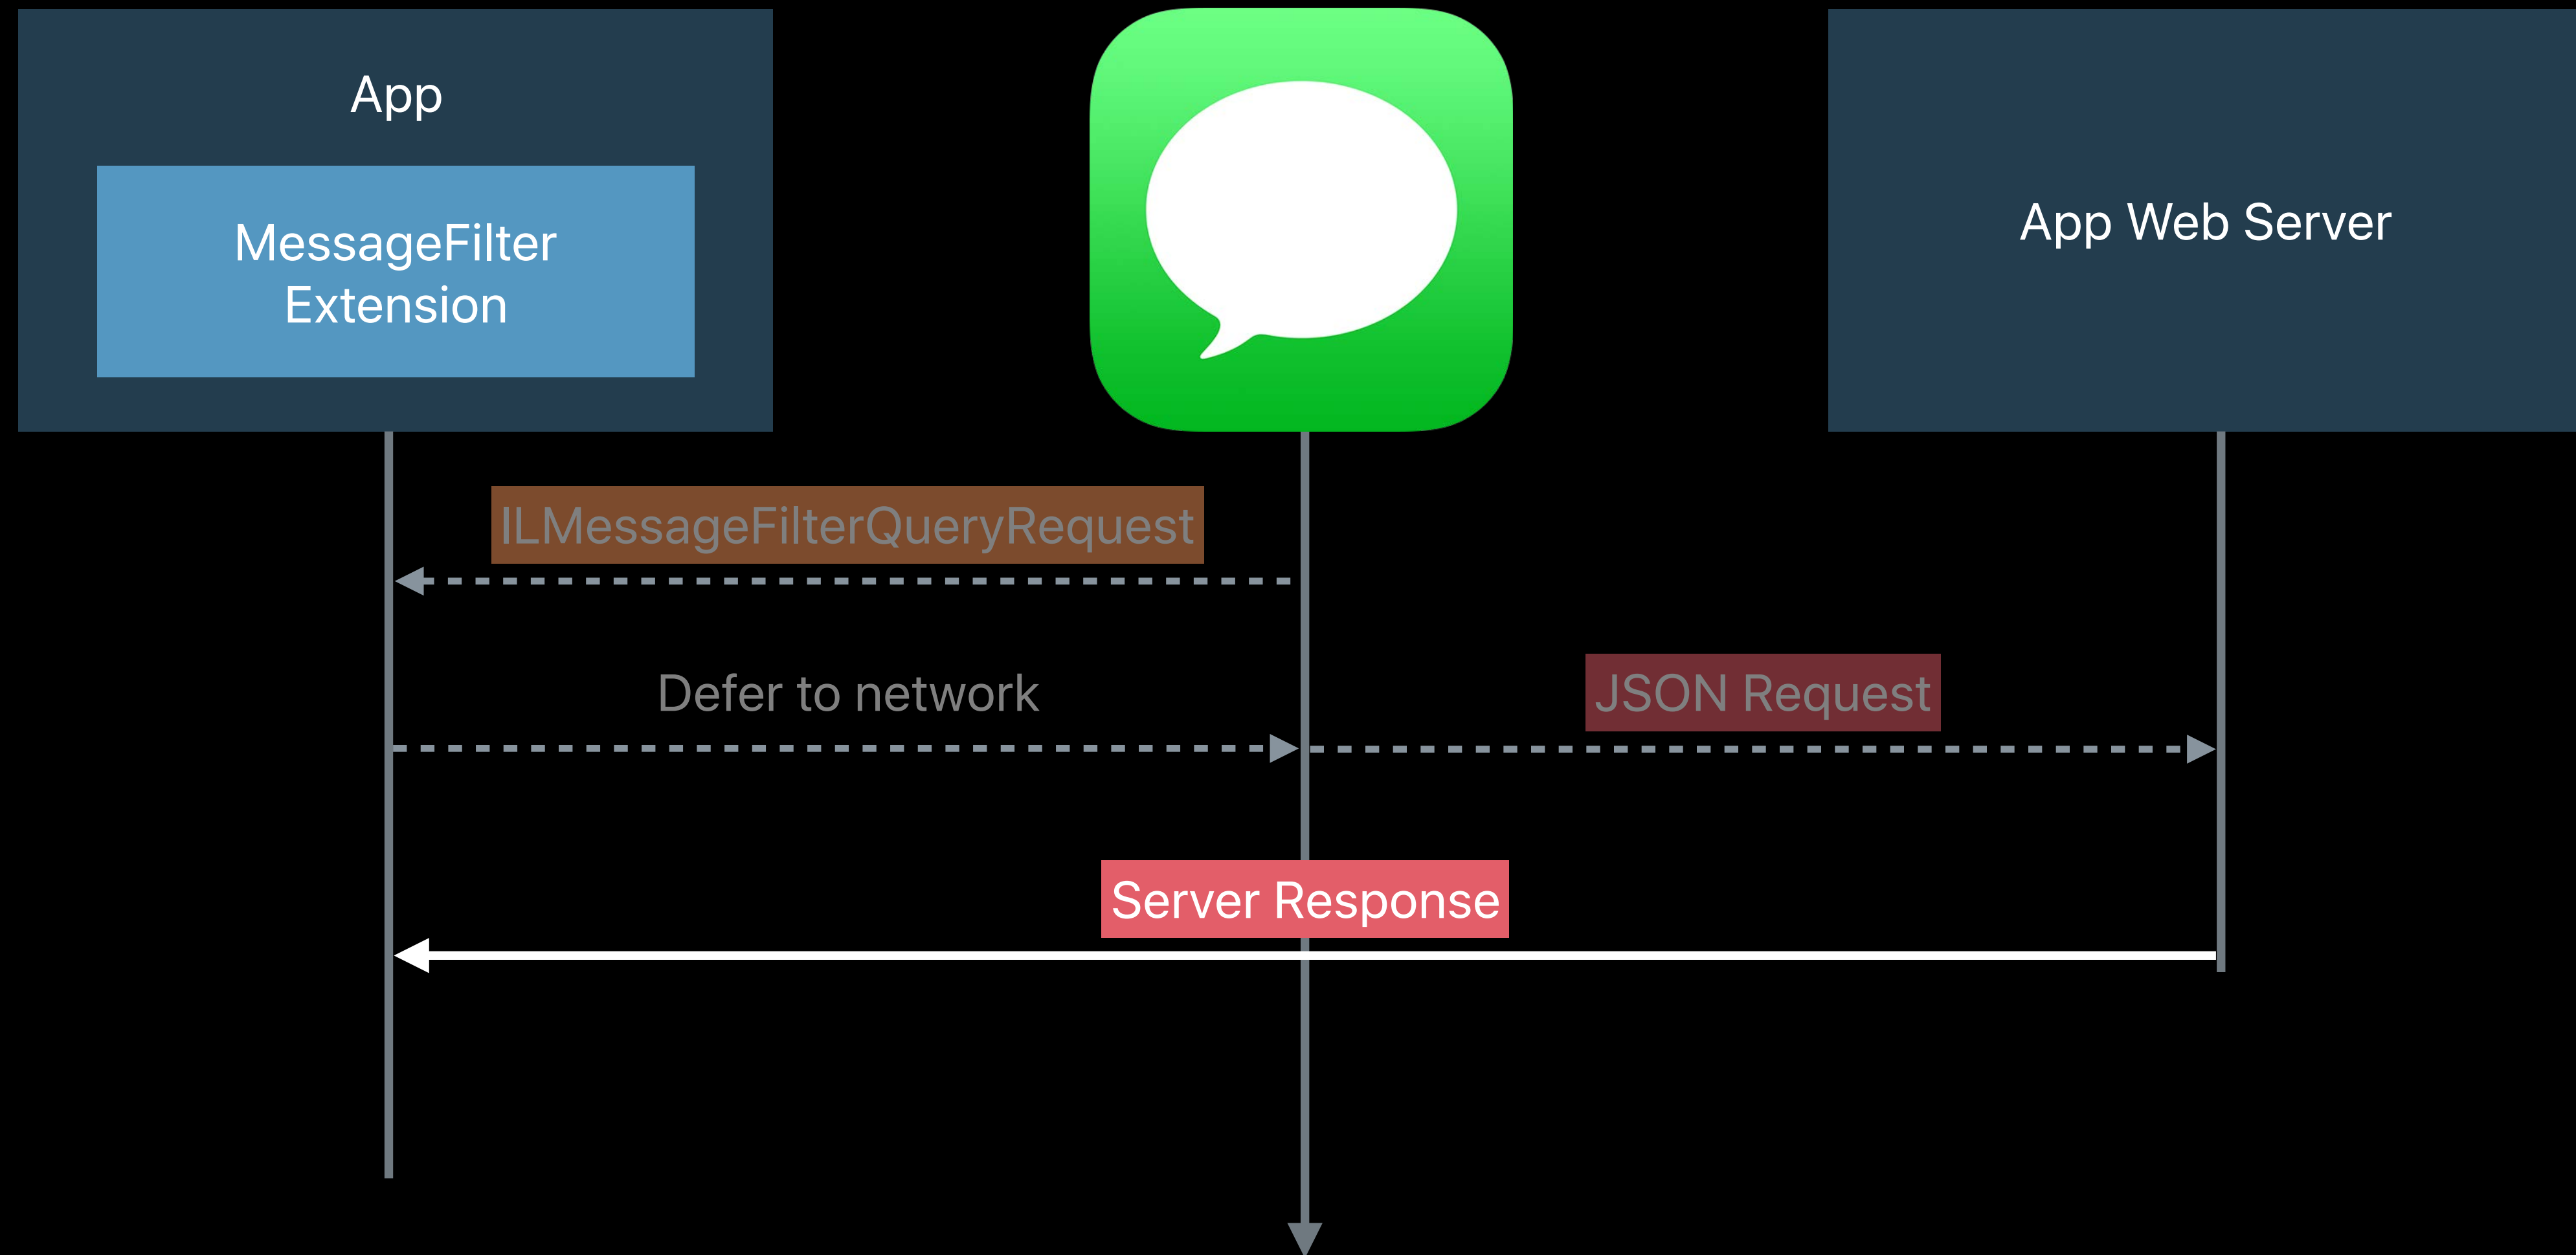 App
MessageFilter
Extension
App Web Server
ILMessageFilterQueryRequest
Defer to network
JSON Request
Server Response